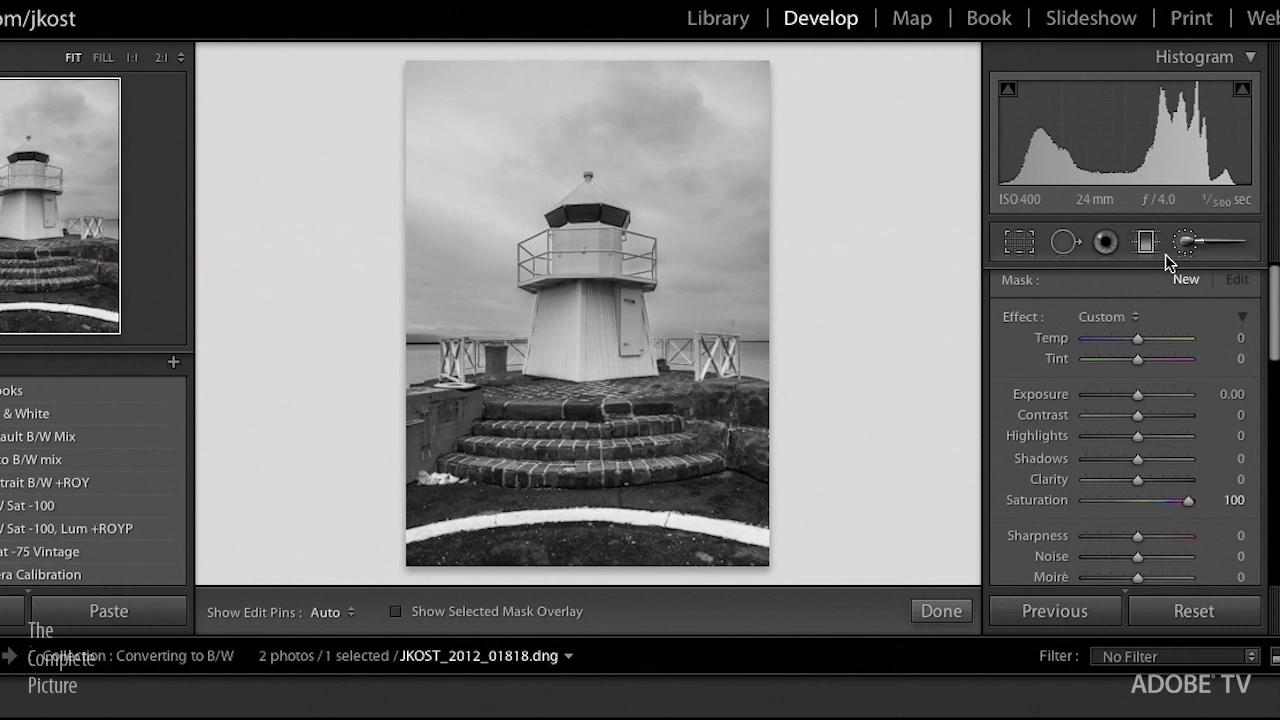 om/jkost
Library | Develop | Map | Book | Slideshow | Print | Web
FIT FILL 1:1 2:1
Histogram
ISO 400 24 mm ƒ / 4.0 1/500 sec
Mask : New | Edit
Effect : Custom
Temp 0
Tint 0
Exposure 0.00
Contrast 0
Highlights 0
Shadows 0
Clarity 0
Saturation 100
Sharpness 0
Noise 0
Moiré 0
ooks
& White
ault B/W Mix
to B/W mix
trait B/W +ROY
V Sat -100
V Sat -100, Lum +ROYP
at -75 Vintage
era Calibration
Paste
Show Edit Pins : Auto
Show Selected Mask Overlay
Done
Previous
Reset
Collection : Converting to B/W
2 photos / 1 selected / JKOST_2012_01818.dng
Filter : No Filter
The
Complete
Picture
ADOBE TV